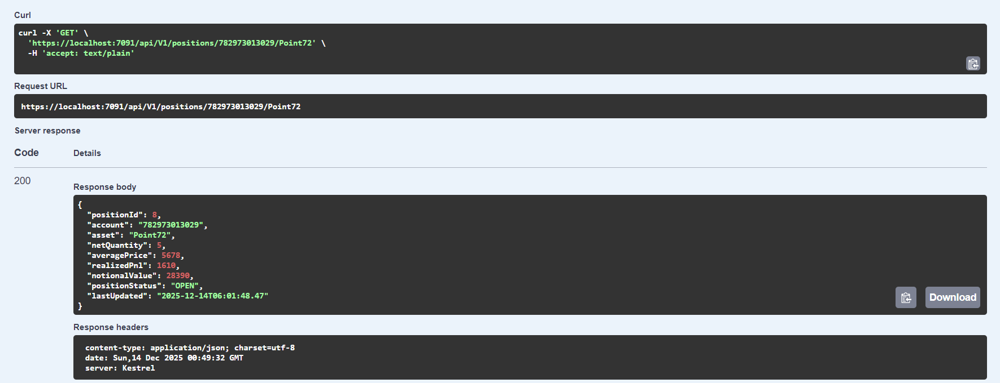 Curl
curl -X 'GET' \
  'https://localhost:7091/api/V1/positions/782973013029/Point72' \
  -H 'accept: text/plain'
Request URL
https://localhost:7091/api/V1/positions/782973013029/Point72
Server response
Code Details
200
Response body
{
  "positionId": 8,
  "account": "782973013029",
  "asset": "Point72",
  "netQuantity": 5,
  "averagePrice": 5678,
  "realizedPnl": 1610,
  "notionalValue": 28390,
  "positionStatus": "OPEN",
  "lastUpdated": "2025-12-14T06:01:48.47"
}
Download
Response headers
content-type: application/json; charset=utf-8
date: Sun,14 Dec 2025 00:49:32 GMT
server: Kestrel